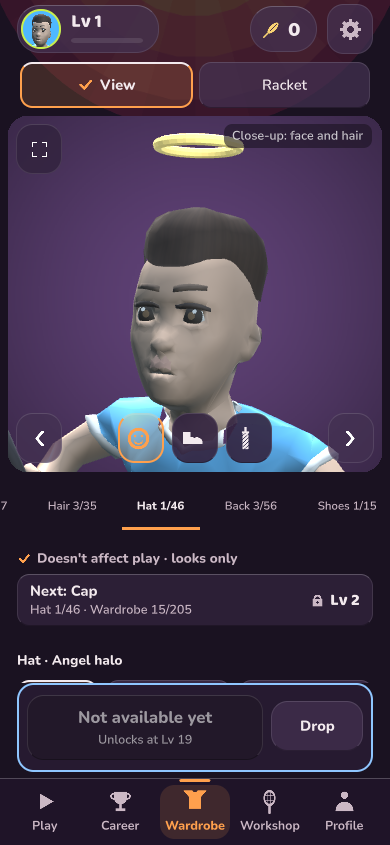 Lv 1
0
View
Racket
Close-up: face and hair
7
Hair 3/35
Hat 1/46
Back 3/56
Shoes 1/15
Doesn't affect play · looks only
Next: Cap
Hat 1/46 · Wardrobe 15/205
Lv 2
Hat · Angel halo
Not available yet
Unlocks at Lv 19
Drop
Play
Career
Wardrobe
Workshop
Profile